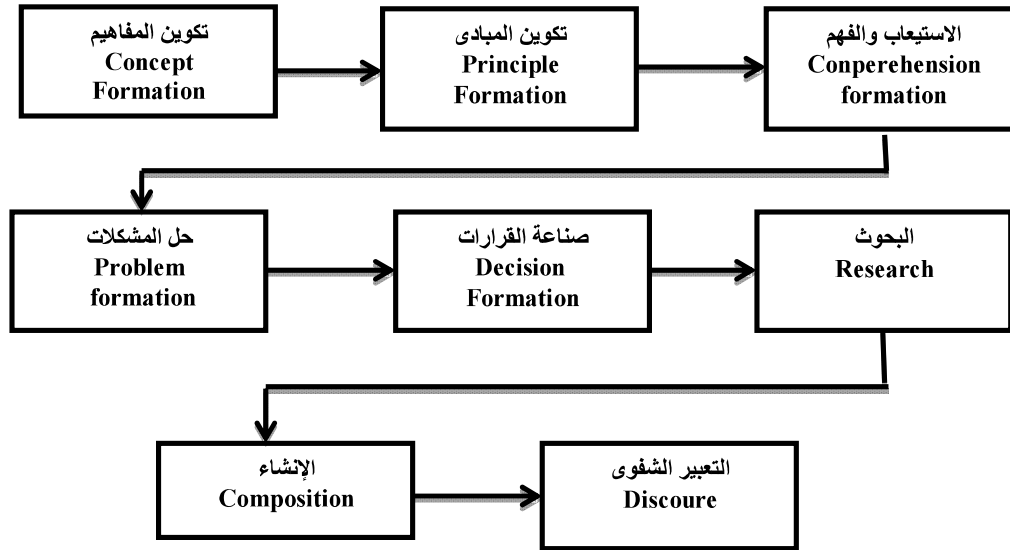 تكوين المفاهيم
Concept
Formation
تكوين المبادى
Principle
Formation
الاستيعاب والفهم
Conperehension
formation
حل المشكلات
Problem
formation
صناعة القرارات
Decision
Formation
البحوث
Research
الإنشاء
Composition
التعبير الشفوى
Discoure